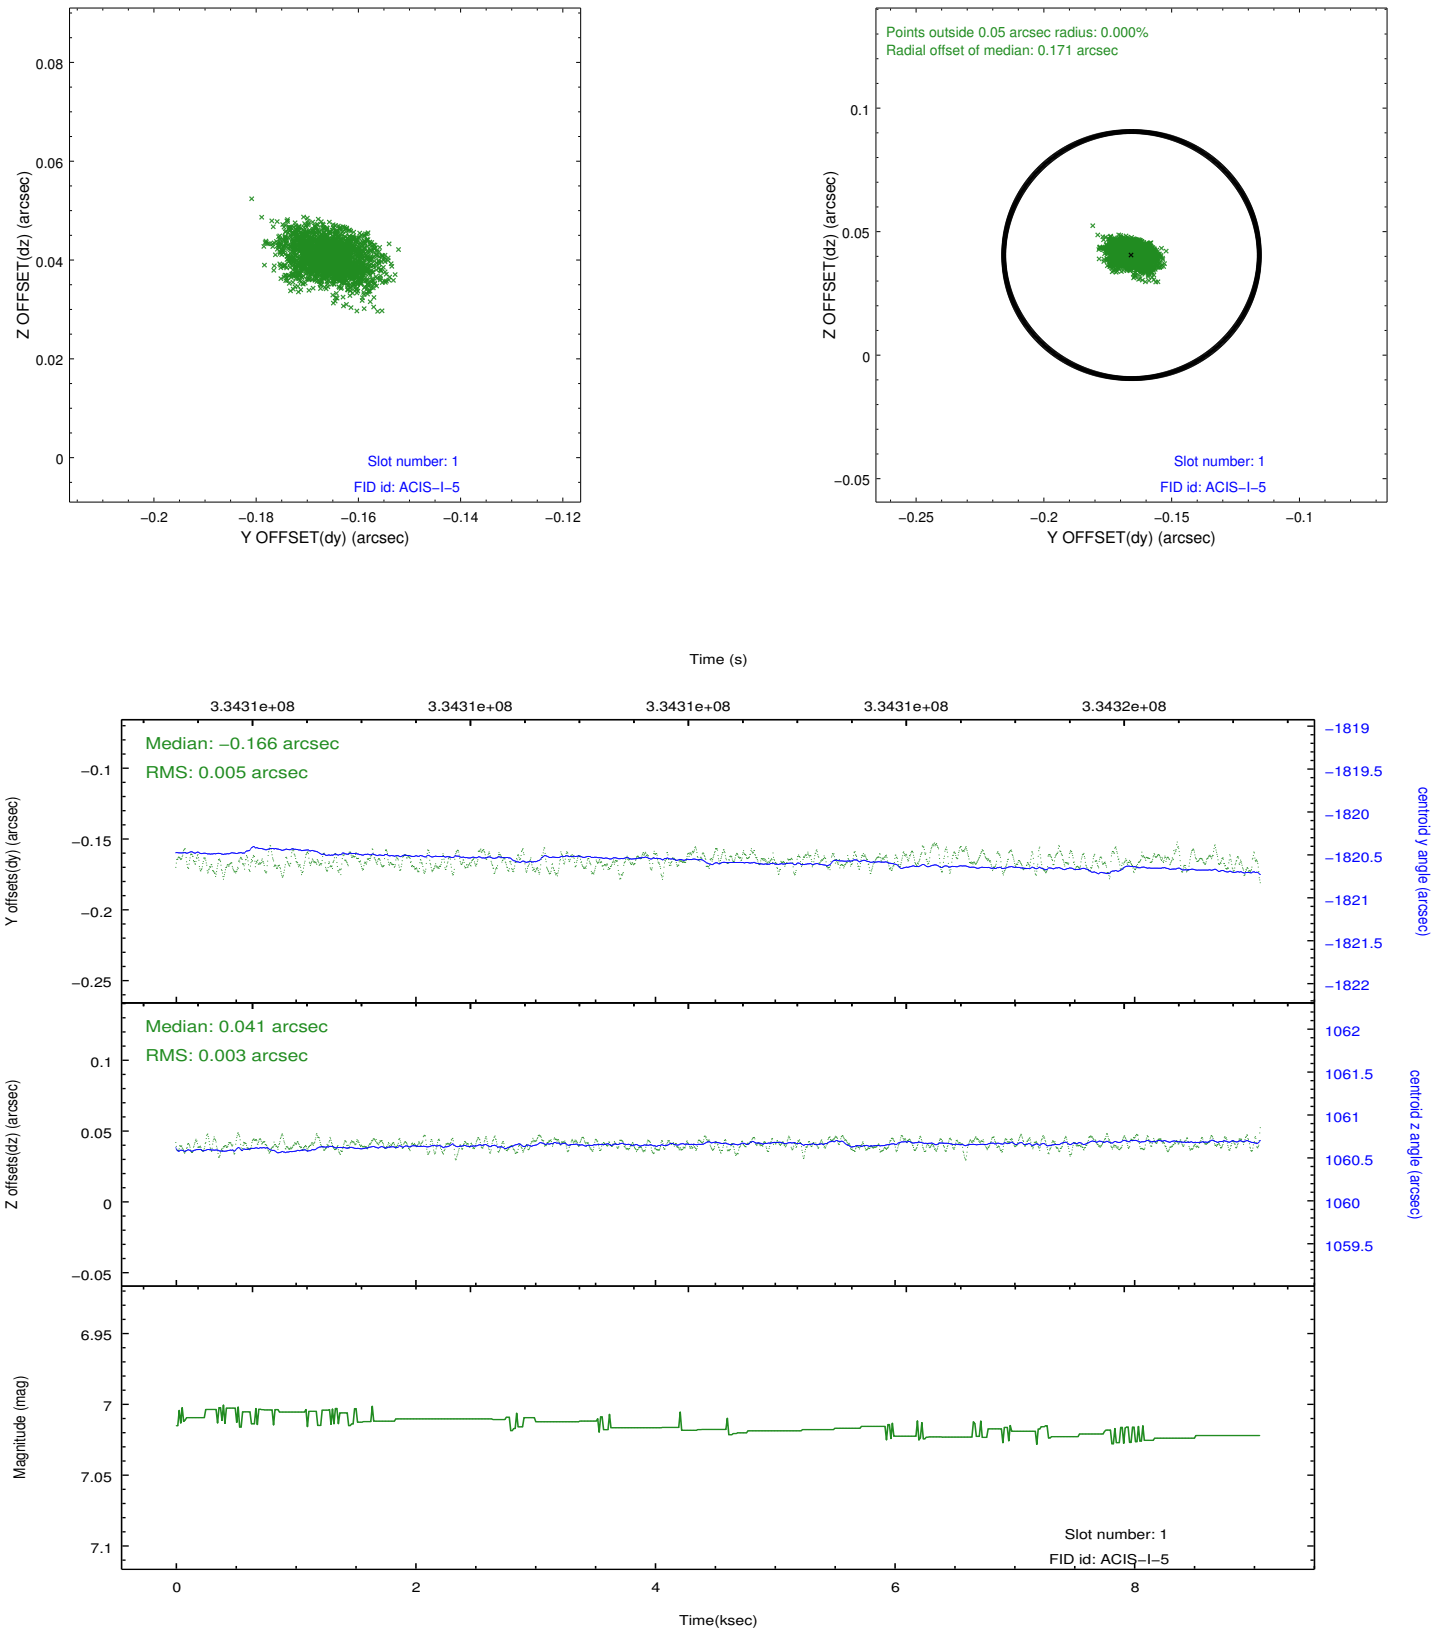 0.08
0.06
0.04
0.02
0
Z OFFSET(dz) (arcsec)
Slot number: 1
FID id: ACIS−I−5
−0.2
−0.18
−0.16
−0.14
−0.12
Y OFFSET(dy) (arcsec)
Points outside 0.05 arcsec radius: 0.000%
Radial offset of median: 0.171 arcsec
0.1
0.05
0
−0.05
Z OFFSET(dz) (arcsec)
Slot number: 1
FID id: ACIS−I−5
−0.25
−0.2
−0.15
−0.1
Y OFFSET(dy) (arcsec)
Time (s)
3.3431e+08
3.3431e+08
3.3431e+08
3.3431e+08
3.3432e+08
Median: −0.166 arcsec
RMS: 0.005 arcsec
−0.1
−0.15
−0.2
−0.25
Y offsets(dy) (arcsec)
−1819
−1819.5
−1820
−1820.5
−1821
−1821.5
−1822
centroid y angle (arcsec)
Median: 0.041 arcsec
RMS: 0.003 arcsec
0.1
0.05
0
−0.05
Z offsets(dz) (arcsec)
1062
1061.5
1061
1060.5
1060
1059.5
centroid z angle (arcsec)
6.95
7
7.05
7.1
Magnitude (mag)
Slot number: 1
FID id: ACIS−I−5
0
2
4
6
8
Time(ksec)